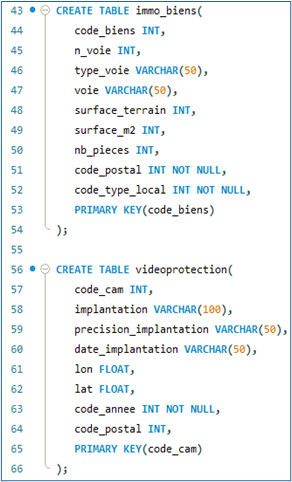 43 CREATE TABLE immo_biens(
44 code_biens INT,
45 n_voie INT,
46 type_voie VARCHAR(50),
47 voie VARCHAR(50),
48 surface_terrain INT,
49 surface_m2 INT,
50 nb_pieces INT,
51 code_postal INT NOT NULL,
52 code_type_local INT NOT NULL,
53 PRIMARY KEY(code_biens)
54 );
55
56 CREATE TABLE videoprotection(
57 code_cam INT,
58 implantation VARCHAR(100),
59 precision_implantation VARCHAR(50),
60 date_implantation VARCHAR(50),
61 lon FLOAT,
62 lat FLOAT,
63 code_annee INT NOT NULL,
64 code_postal INT,
65 PRIMARY KEY(code_cam)
66 );